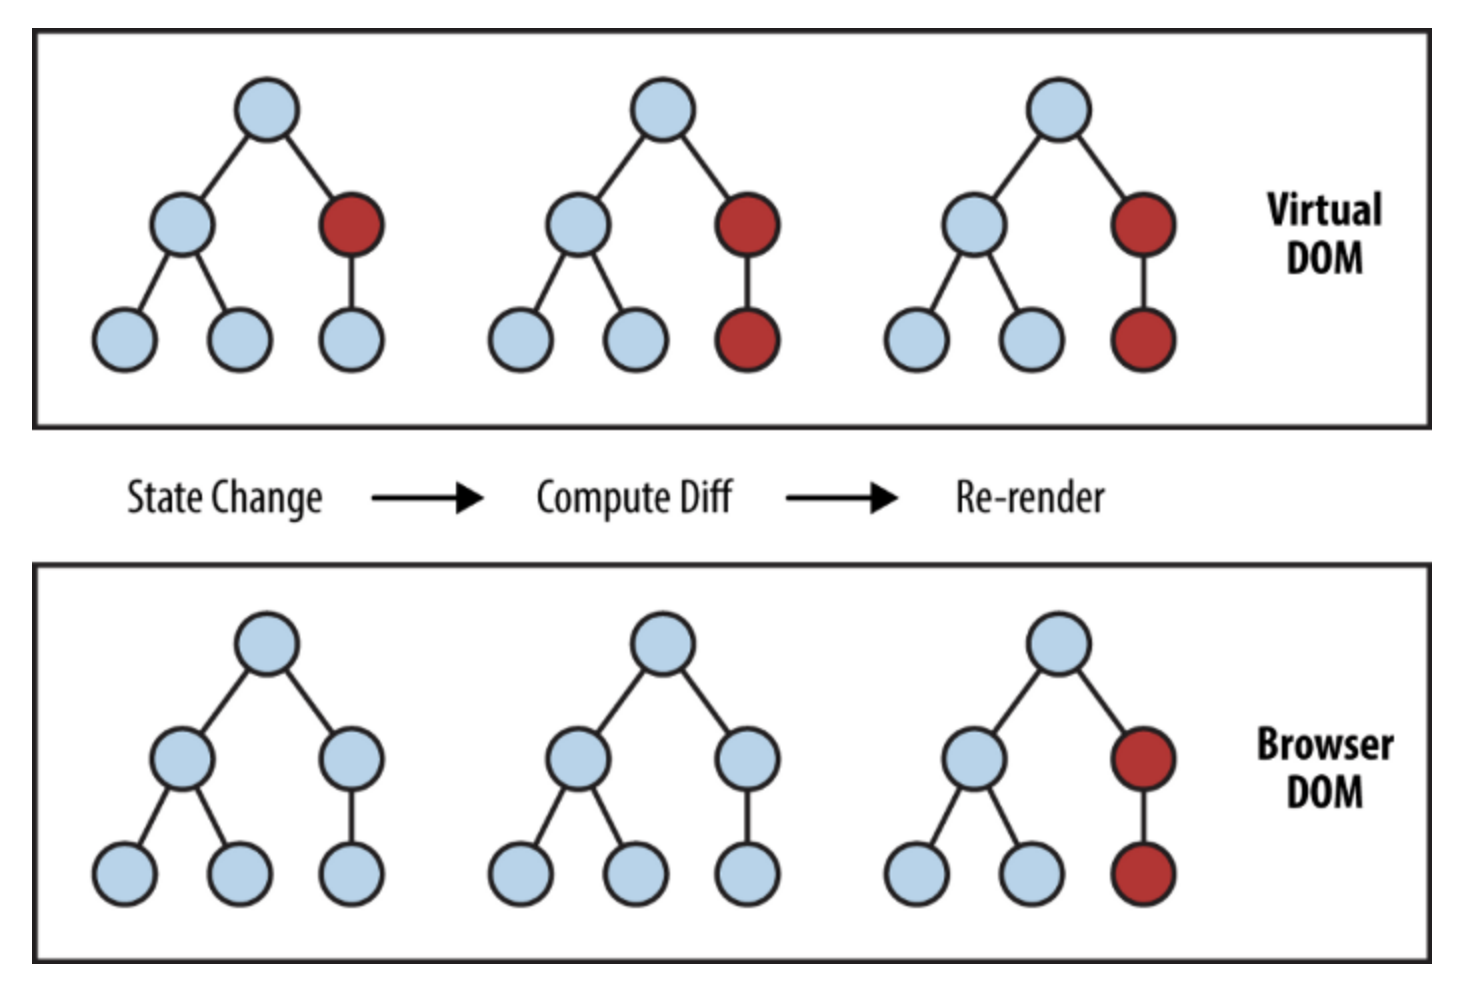 Virtual
DOM
State Change
Compute Diff
Re-render
Browser
DOM